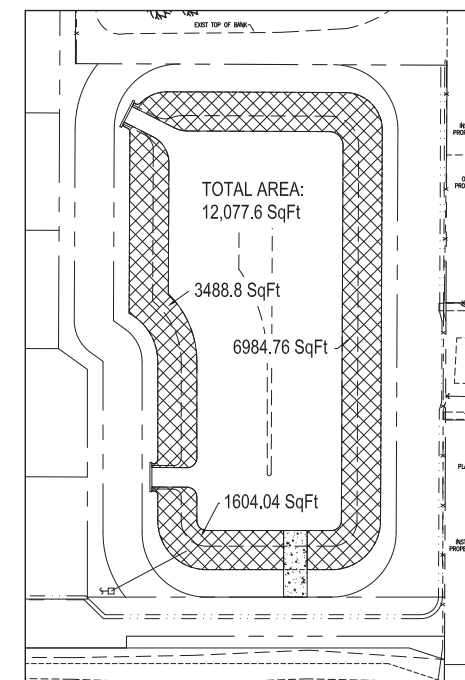 EXIST TOP OF BANK
TOTAL AREA:
12,077.6 SqFt
3488.8 SqFt
6984.76 SqFt
1604.04 SqFt